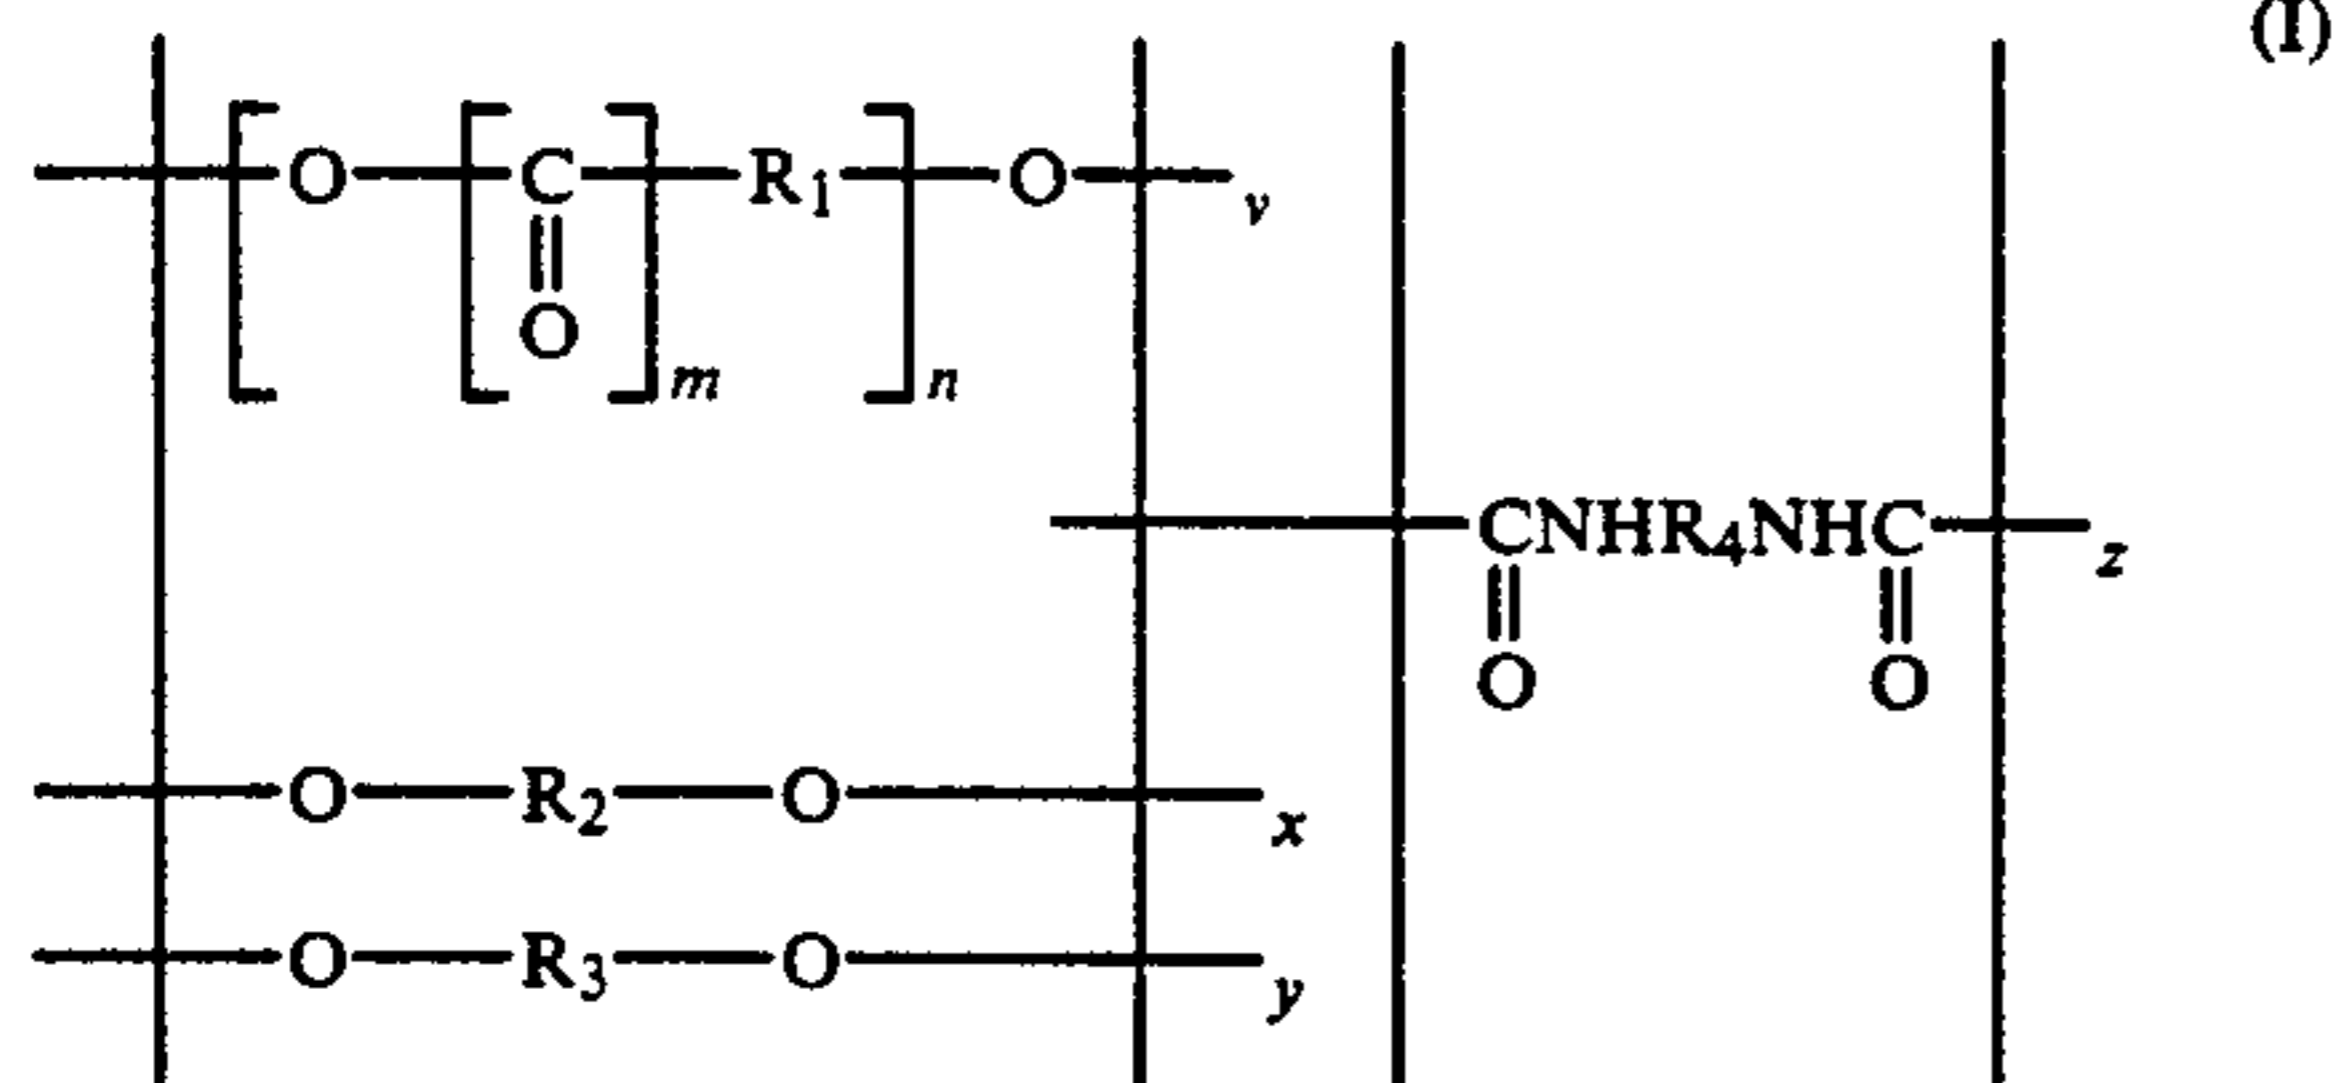 (I)
O C R1 O v
O
m n
CNHR4NHC z
O O
O R2 O x
O R3 O y